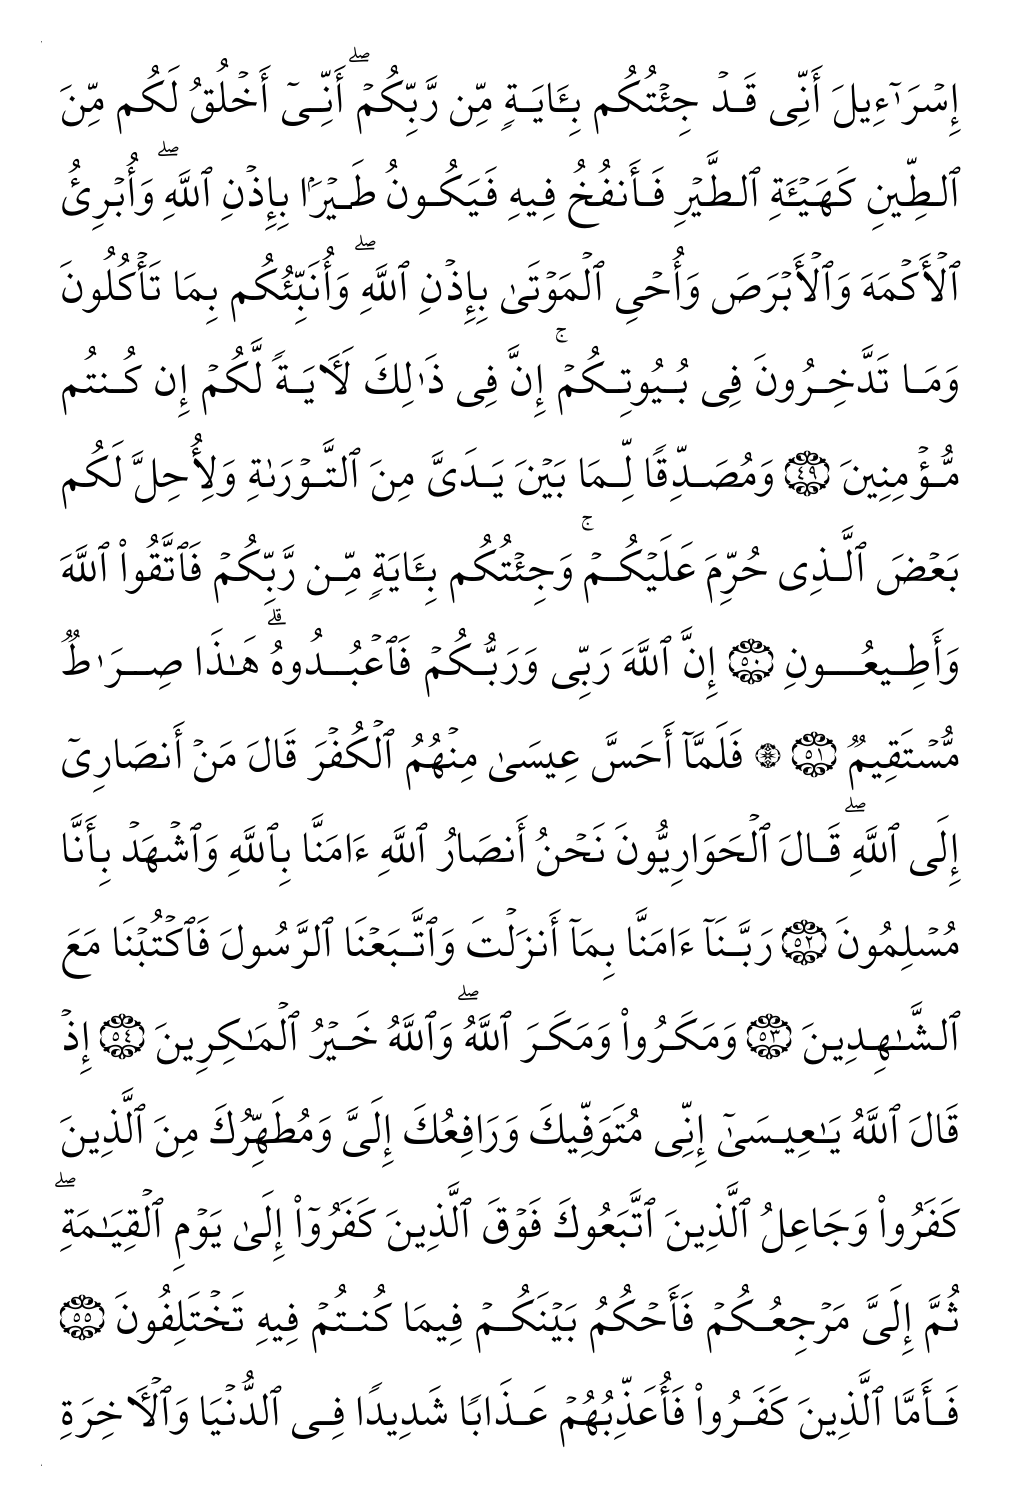 إِسۡرَـٰٓءِيلَ أَنِّى قَدۡ جِئۡتُكُم بِـَٔايَةٍ مِّن رَّبِّكُمۡۖ أَنِّىٓ أَخۡلُقُ لَكُم مِّنَ
ٱلطِّينِ كَهَيۡـَٔةِ ٱلطَّيۡرِ فَأَنفُخُ فِيهِ فَيَكُونُ طَيۡرَۢا بِإِذۡنِ ٱللَّهِۖ وَأُبۡرِئُ
ٱلۡأَكۡمَهَ وَٱلۡأَبۡرَصَ وَأُحۡىِ ٱلۡمَوۡتَىٰ بِإِذۡنِ ٱللَّهِۖ وَأُنَبِّئُكُم بِمَا تَأۡكُلُونَ
وَمَا تَدَّخِرُونَ فِى بُيُوتِكُمۡۚ إِنَّ فِى ذَٰلِكَ لَـَٔايَةً لَّكُمۡ إِن كُنتُم
مُّؤۡمِنِينَ ٤٩ وَمُصَدِّقًا لِّمَا بَيۡنَ يَدَىَّ مِنَ ٱلتَّوۡرَىٰةِ وَلِأُحِلَّ لَكُم
بَعۡضَ ٱلَّذِى حُرِّمَ عَلَيۡكُمۡۚ وَجِئۡتُكُم بِـَٔايَةٍ مِّن رَّبِّكُمۡ فَٱتَّقُوا۟ ٱللَّهَ
وَأَطِيعُونِ ٥٠ إِنَّ ٱللَّهَ رَبِّى وَرَبُّكُمۡ فَٱعۡبُدُوهُۗ هَـٰذَا صِرَٰطٌ
مُّسۡتَقِيمٌ ٥١ ۞ فَلَمَّآ أَحَسَّ عِيسَىٰ مِنۡهُمُ ٱلۡكُفۡرَ قَالَ مَنۡ أَنصَارِىٓ
إِلَى ٱللَّهِۖ قَالَ ٱلۡحَوَارِيُّونَ نَحۡنُ أَنصَارُ ٱللَّهِ ءَامَنَّا بِٱللَّهِ وَٱشۡهَدۡ بِأَنَّا
مُسۡلِمُونَ ٥٢ رَبَّنَآ ءَامَنَّا بِمَآ أَنزَلۡتَ وَٱتَّبَعۡنَا ٱلرَّسُولَ فَٱكۡتُبۡنَا مَعَ
ٱلشَّـٰهِدِينَ ٥٣ وَمَكَرُوا۟ وَمَكَرَ ٱللَّهُۖ وَٱللَّهُ خَيۡرُ ٱلۡمَـٰكِرِينَ ٥٤ إِذۡ
قَالَ ٱللَّهُ يَـٰعِيسَىٰٓ إِنِّى مُتَوَفِّيكَ وَرَافِعُكَ إِلَىَّ وَمُطَهِّرُكَ مِنَ ٱلَّذِينَ
كَفَرُوا۟ وَجَاعِلُ ٱلَّذِينَ ٱتَّبَعُوكَ فَوۡقَ ٱلَّذِينَ كَفَرُوٓا۟ إِلَىٰ يَوۡمِ ٱلۡقِيَـٰمَةِۖ
ثُمَّ إِلَىَّ مَرۡجِعُكُمۡ فَأَحۡكُمُ بَيۡنَكُمۡ فِيمَا كُنتُمۡ فِيهِ تَخۡتَلِفُونَ ٥٥
فَأَمَّا ٱلَّذِينَ كَفَرُوا۟ فَأُعَذِّبُهُمۡ عَذَابًا شَدِيدًا فِى ٱلدُّنۡيَا وَٱلۡـَٔاخِرَةِ